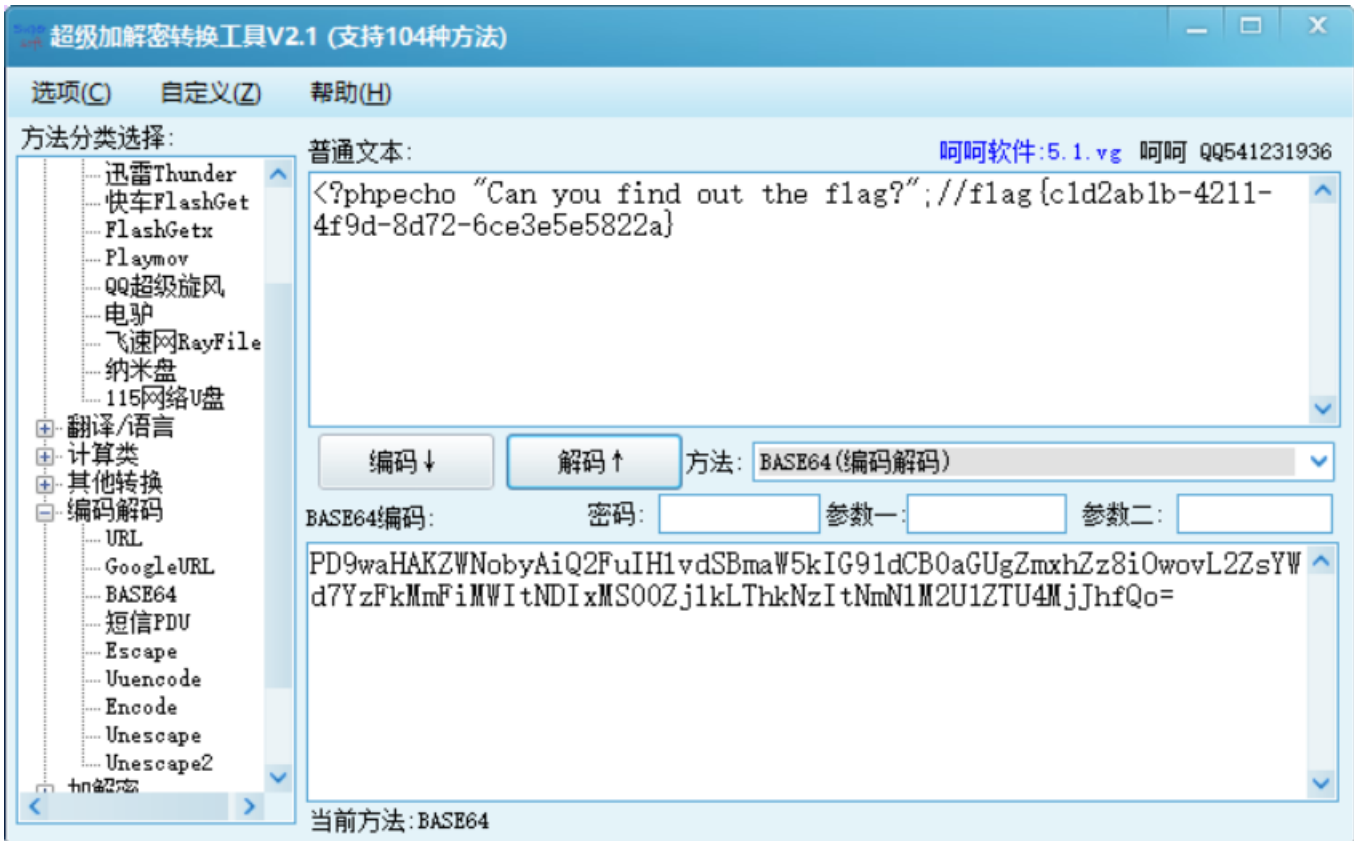 超级加解密转换工具V2.1 (支持104种方法)
选项(C) 自定义(Z) 帮助(H)
方法分类选择:
迅雷Thunder
快车FlashGet
FlashGetx
Playmov
QQ超级旋风
电驴
飞速网RayFile
纳米盘
115网络U盘
翻译/语言
计算类
其他转换
编码解码
URL
GoogleURL
BASE64
短信PDU
Escape
Uuencode
Encode
Unescape
Unescape2
加解密
普通文本: 呵呵软件:5.1.vg 呵呵 QQ541231936
<?phpecho "Can you find out the flag?";//flag{c1d2ab1b-4211-
4f9d-8d72-6ce3e5e5822a}
编码↓ 解码↑ 方法: BASE64(编码解码)
BASE64编码: 密码: 参数一: 参数二:
PD9waHAKZWNobyAiQ2FuIHlvdSBmaW5kIG91dCB0aGUgZmxhZz8iOwovL2ZsYW
d7YzFkMmFiMWItNDIxMS00ZjlkLThkNzItNmNlM2U1ZTU4MjJhfQo=
当前方法:BASE64